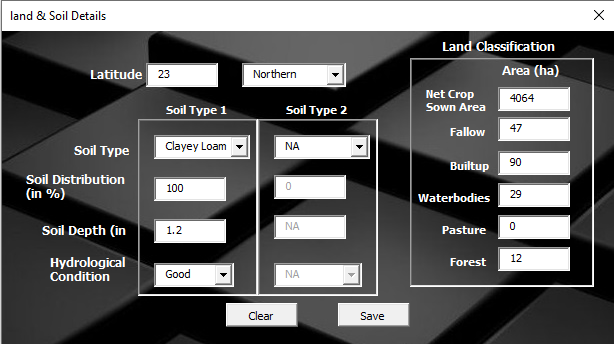 land & Soil Details
Land Classification
Latitude 23 Northern
Area (ha)
Net Crop
Sown Area 4064
Soil Type 1 Soil Type 2
Fallow 47
Soil Type Clayey Loam NA
Builtup 90
Soil Distribution
(in %) 100 0
Waterbodies 29
Soil Depth (in 1.2 NA
Pasture 0
Hydrological
Condition Good NA
Forest 12
Clear Save